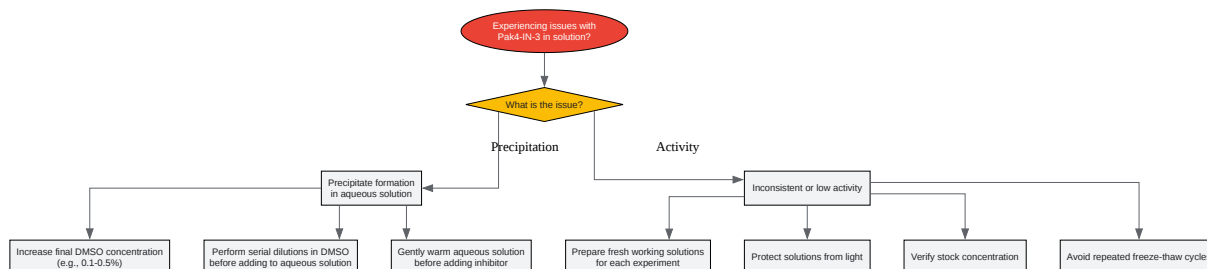 Experiencing issues with
Pak4-IN-3 in solution?
What is the issue?
Precipitation
Activity
Precipitate formation
in aqueous solution
Inconsistent or low activity
Increase final DMSO concentration
(e.g., 0.1-0.5%)
Perform serial dilutions in DMSO
before adding to aqueous solution
Gently warm aqueous solution
before adding inhibitor
Prepare fresh working solutions
for each experiment
Protect solutions from light
Verify stock concentration
Avoid repeated freeze-thaw cycles